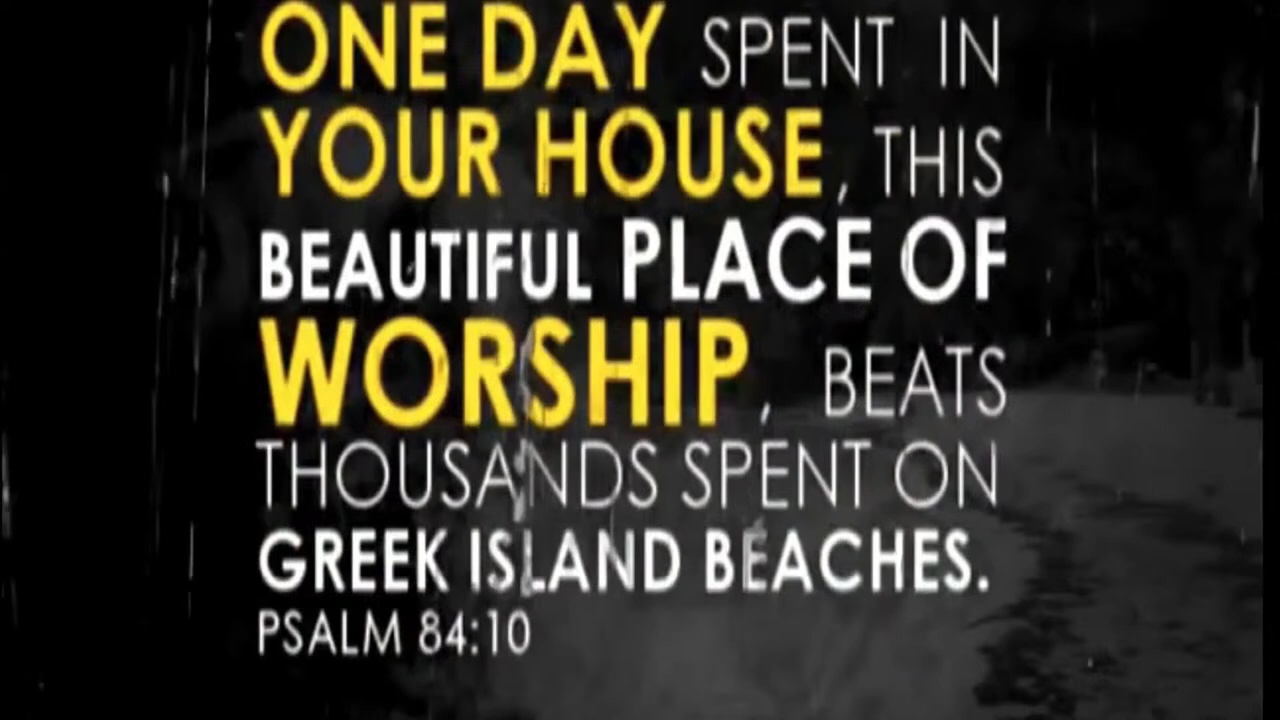 ONE DAY SPENT IN
YOUR HOUSE, THIS
BEAUTIFUL PLACE OF
WORSHIP, BEATS
THOUSANDS SPENT ON
GREEK ISLAND BEACHES.
PSALM 84:10